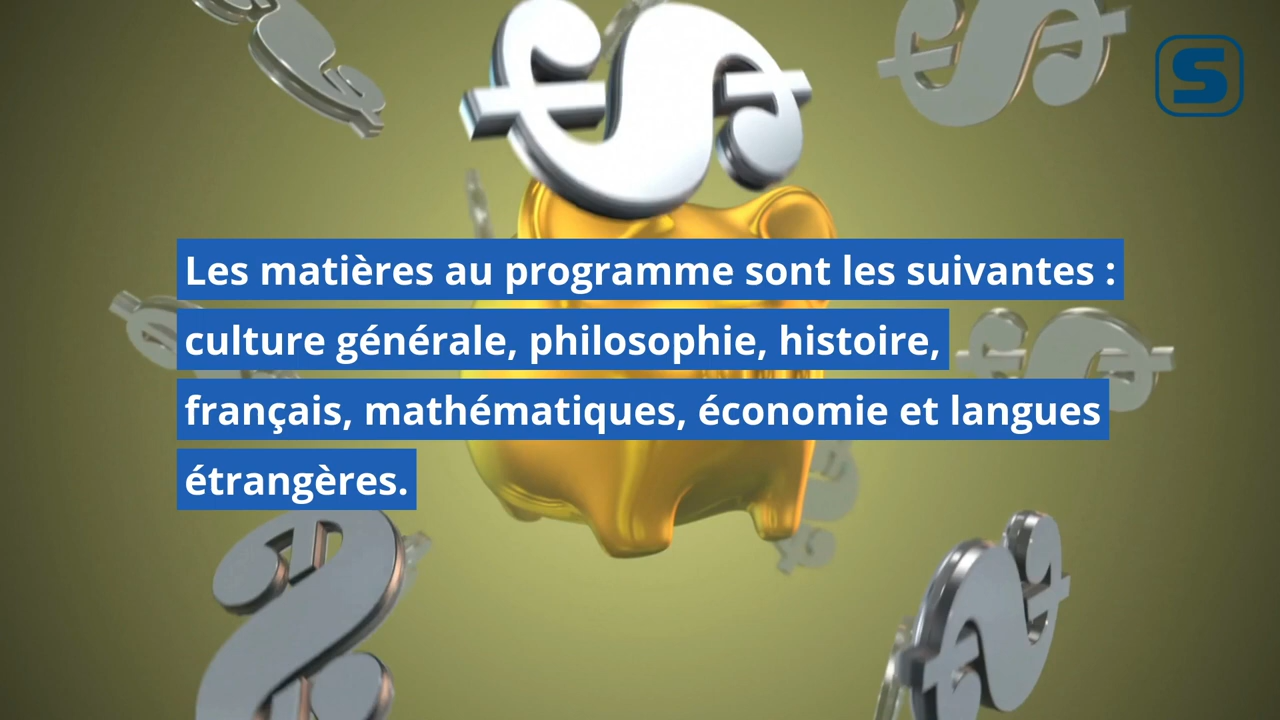 S
Les matières au programme sont les suivantes :
culture générale, philosophie, histoire,
français, mathématiques, économie et langues
étrangères.